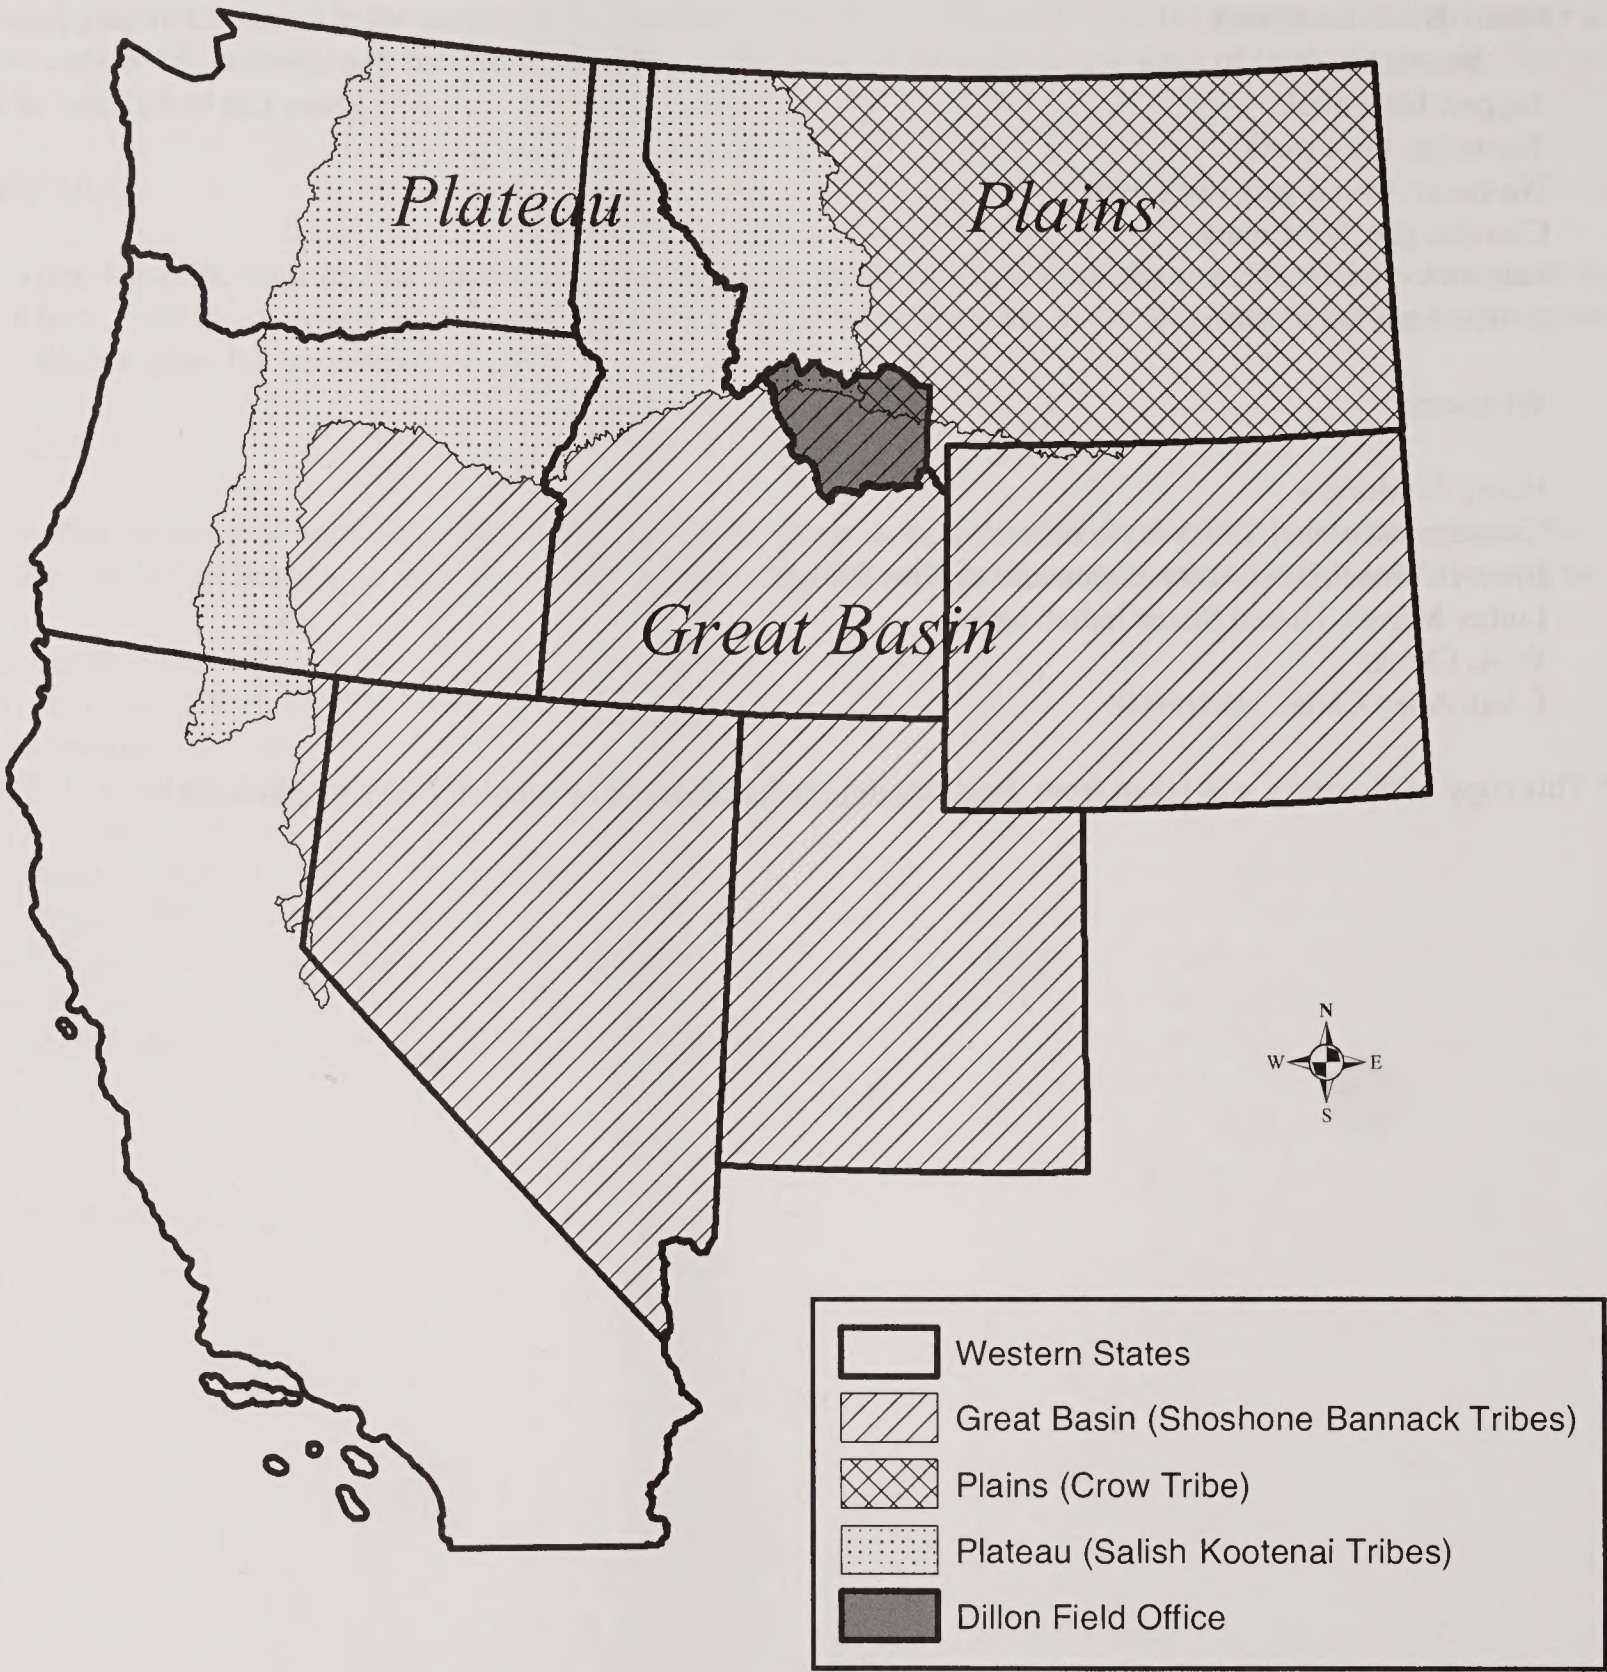 Plateau
Plains
Great Basin
N
W E
S
Western States
Great Basin (Shoshone Bannack Tribes)
Plains (Crow Tribe)
Plateau (Salish Kootenai Tribes)
Dillon Field Office